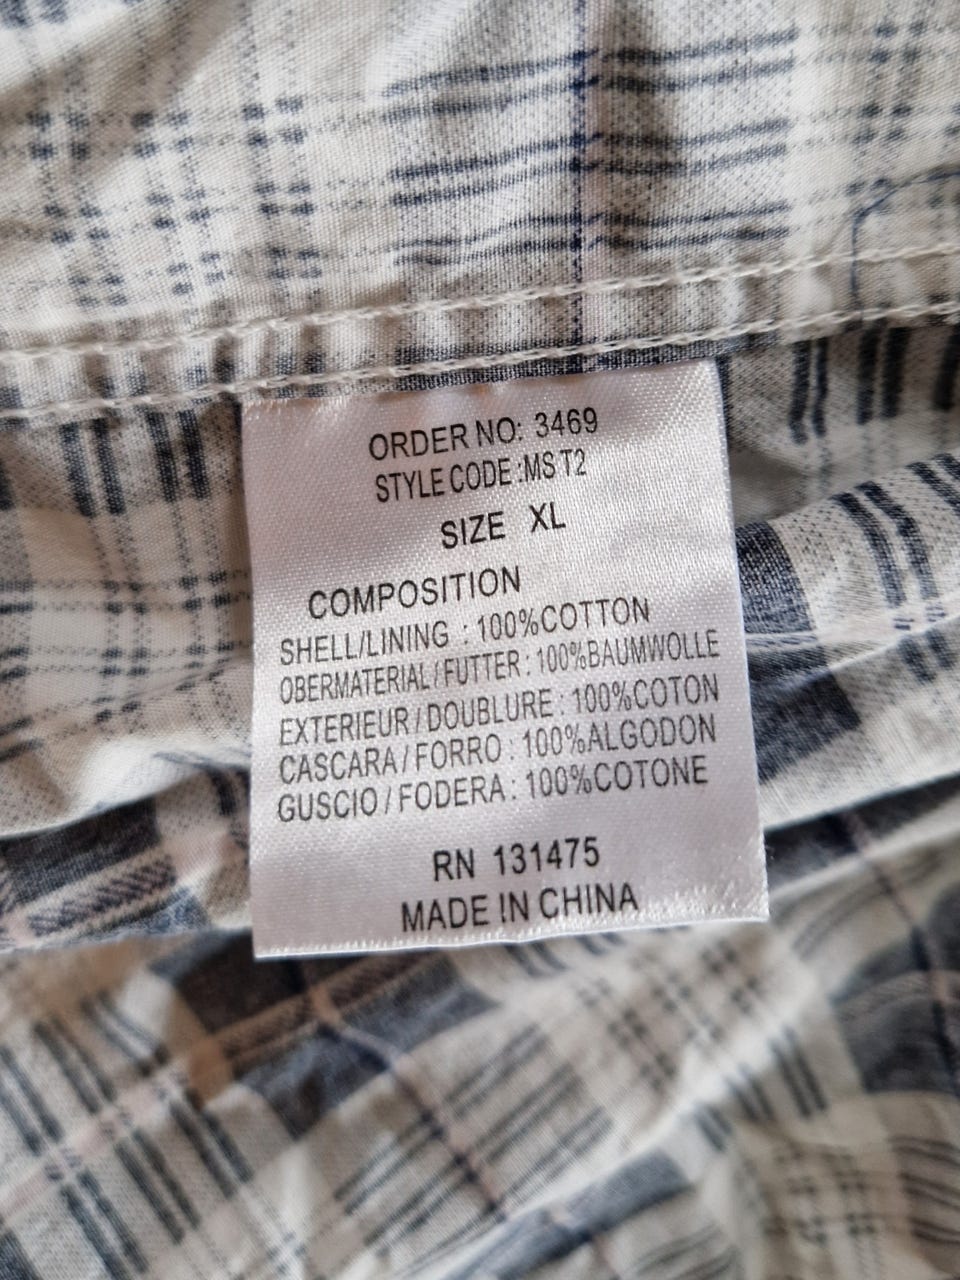 ORDER NO: 3469
STYLE CODE :MS T2
SIZE XL
COMPOSITION
SHELL/LINING : 100%COTTON
OBERMATERIAL / FUTTER : 100%BAUMWOLLE
EXTERIEUR / DOUBLURE : 100%COTON
CASCARA / FORRO : 100%ALGODON
GUSCIO / FODERA : 100%COTONE
RN 131475
MADE IN CHINA